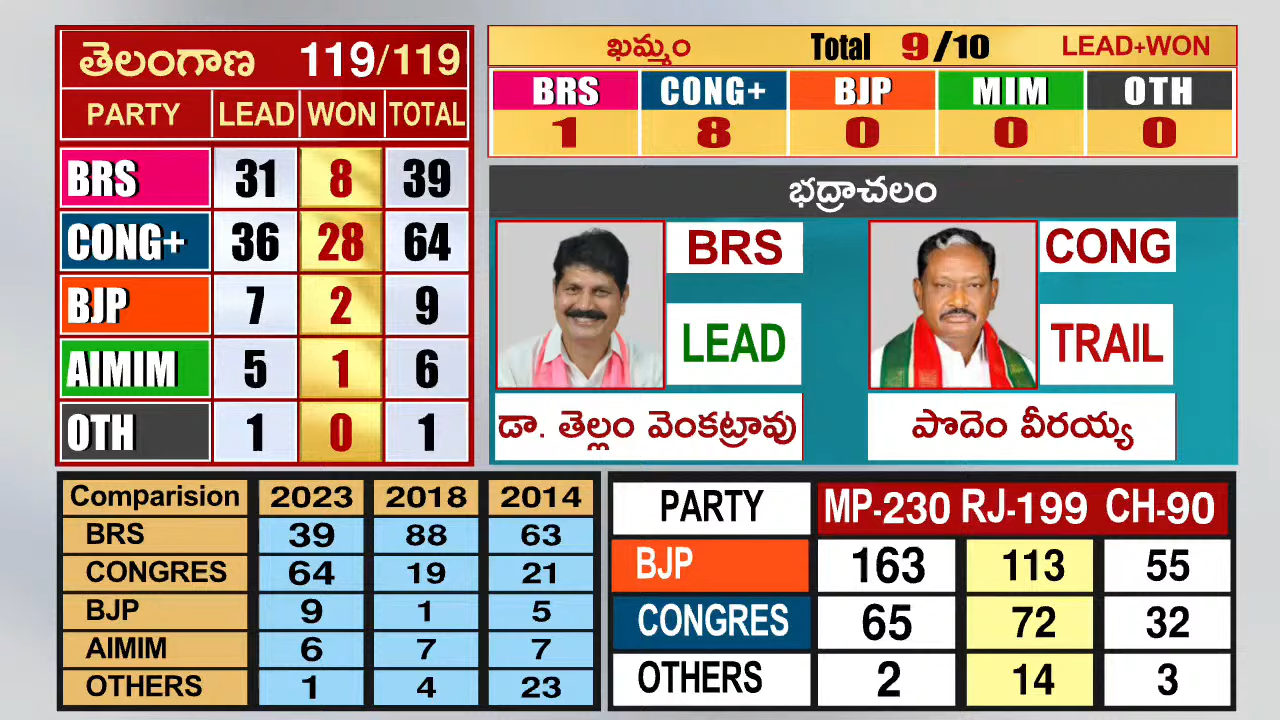 తెలంగాణ 119/119
PARTY LEAD WON TOTAL
BRS 31 8 39
CONG+ 36 28 64
BJP 7 2 9
AIMIM 5 1 6
OTH 1 0 1
ఖమ్మం Total 9/10 LEAD+WON
BRS CONG+ BJP MIM OTH
1 8 0 0 0
భద్రాచలం
BRS
LEAD
డా. తెల్లం వెంకట్రావు
CONG
TRAIL
పొదెం వీరయ్య
Comparision 2023 2018 2014
BRS 39 88 63
CONGRES 64 19 21
BJP 9 1 5
AIMIM 6 7 7
OTHERS 1 4 23
PARTY MP-230 RJ-199 CH-90
BJP 163 113 55
CONGRES 65 72 32
OTHERS 2 14 3